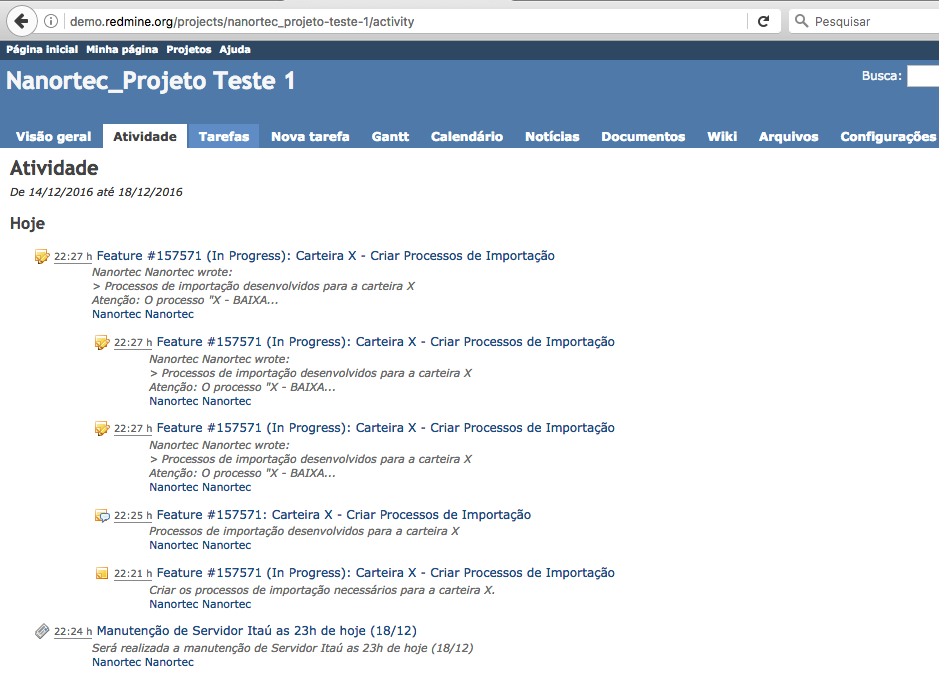 demo.redmine.org/projects/nanortec_projeto-teste-1/activity
Pesquisar
Página inicial Minha página Projetos Ajuda
Nanortec_Projeto Teste 1
Busca:
Visão geral Atividade Tarefas Nova tarefa Gantt Calendário Notícias Documentos Wiki Arquivos Configurações
Atividade
De 14/12/2016 até 18/12/2016
Hoje
22:27 h Feature #157571 (In Progress): Carteira X - Criar Processos de Importação
Nanortec Nanortec wrote:
> Processos de importação desenvolvidos para a carteira X
Atenção: O processo "X - BAIXA...
Nanortec Nanortec
22:27 h Feature #157571 (In Progress): Carteira X - Criar Processos de Importação
Nanortec Nanortec wrote:
> Processos de importação desenvolvidos para a carteira X
Atenção: O processo "X - BAIXA...
Nanortec Nanortec
22:27 h Feature #157571 (In Progress): Carteira X - Criar Processos de Importação
Nanortec Nanortec wrote:
> Processos de importação desenvolvidos para a carteira X
Atenção: O processo "X - BAIXA...
Nanortec Nanortec
22:25 h Feature #157571: Carteira X - Criar Processos de Importação
Processos de importação desenvolvidos para a carteira X
Nanortec Nanortec
22:21 h Feature #157571 (In Progress): Carteira X - Criar Processos de Importação
Criar os processos de importação necessários para a carteira X.
Nanortec Nanortec
22:24 h Manutenção de Servidor Itaú as 23h de hoje (18/12)
Será realizada a manutenção de Servidor Itaú as 23h de hoje (18/12)
Nanortec Nanortec